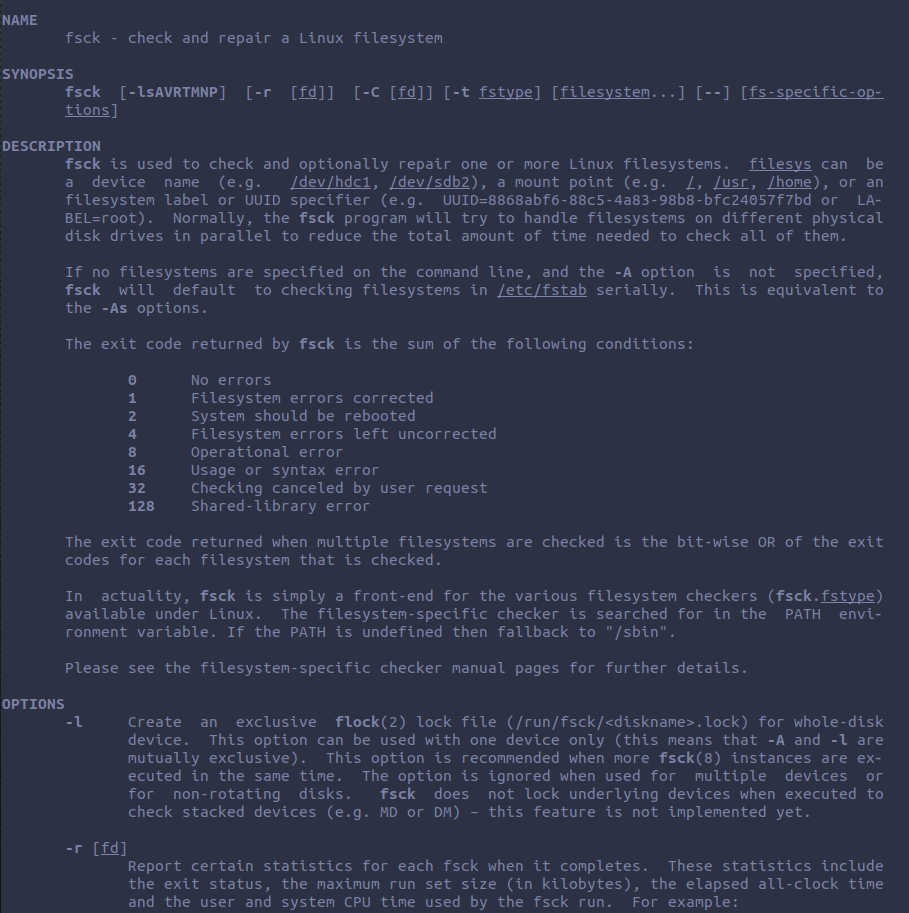 NAME
fsck - check and repair a Linux filesystem
SYNOPSIS
fsck [-lsAVRTMNP] [-r [fd]] [-C [fd]] [-t fstype] [filesystem...] [--] [fs-specific-op-
tions]
DESCRIPTION
fsck is used to check and optionally repair one or more Linux filesystems. filesys can be
a device name (e.g. /dev/hdc1, /dev/sdb2), a mount point (e.g. /, /usr, /home), or an
filesystem label or UUID specifier (e.g. UUID=8868abf6-88c5-4a83-98b8-bfc24057f7bd or LA-
BEL=root). Normally, the fsck program will try to handle filesystems on different physical
disk drives in parallel to reduce the total amount of time needed to check all of them.
If no filesystems are specified on the command line, and the -A option is not specified,
fsck will default to checking filesystems in /etc/fstab serially. This is equivalent to
the -As options.
The exit code returned by fsck is the sum of the following conditions:
0 No errors
1 Filesystem errors corrected
2 System should be rebooted
4 Filesystem errors left uncorrected
8 Operational error
16 Usage or syntax error
32 Checking canceled by user request
128 Shared-library error
The exit code returned when multiple filesystems are checked is the bit-wise OR of the exit
codes for each filesystem that is checked.
In actuality, fsck is simply a front-end for the various filesystem checkers (fsck.fstype)
available under Linux. The filesystem-specific checker is searched for in the PATH envi-
ronment variable. If the PATH is undefined then fallback to "/sbin".
Please see the filesystem-specific checker manual pages for further details.
OPTIONS
-l Create an exclusive flock(2) lock file (/run/fsck/<diskname>.lock) for whole-disk
device. This option can be used with one device only (this means that -A and -l are
mutually exclusive). This option is recommended when more fsck(8) instances are ex-
ecuted in the same time. The option is ignored when used for multiple devices or
for non-rotating disks. fsck does not lock underlying devices when executed to
check stacked devices (e.g. MD or DM) – this feature is not implemented yet.
-r [fd]
Report certain statistics for each fsck when it completes. These statistics include
the exit status, the maximum run set size (in kilobytes), the elapsed all-clock time
and the user and system CPU time used by the fsck run. For example: